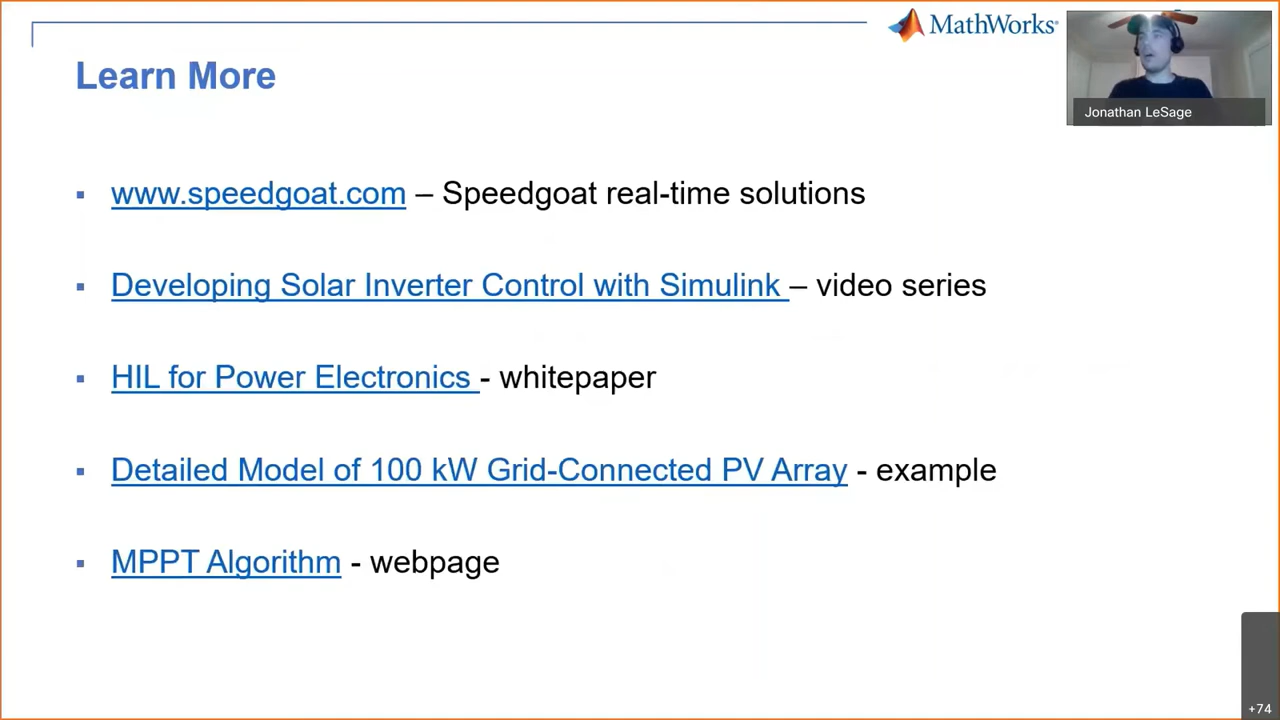 MathWorks®
Learn More
Jonathan LeSage
www.speedgoat.com – Speedgoat real-time solutions
Developing Solar Inverter Control with Simulink – video series
HIL for Power Electronics - whitepaper
Detailed Model of 100 kW Grid-Connected PV Array - example
MPPT Algorithm - webpage
+74